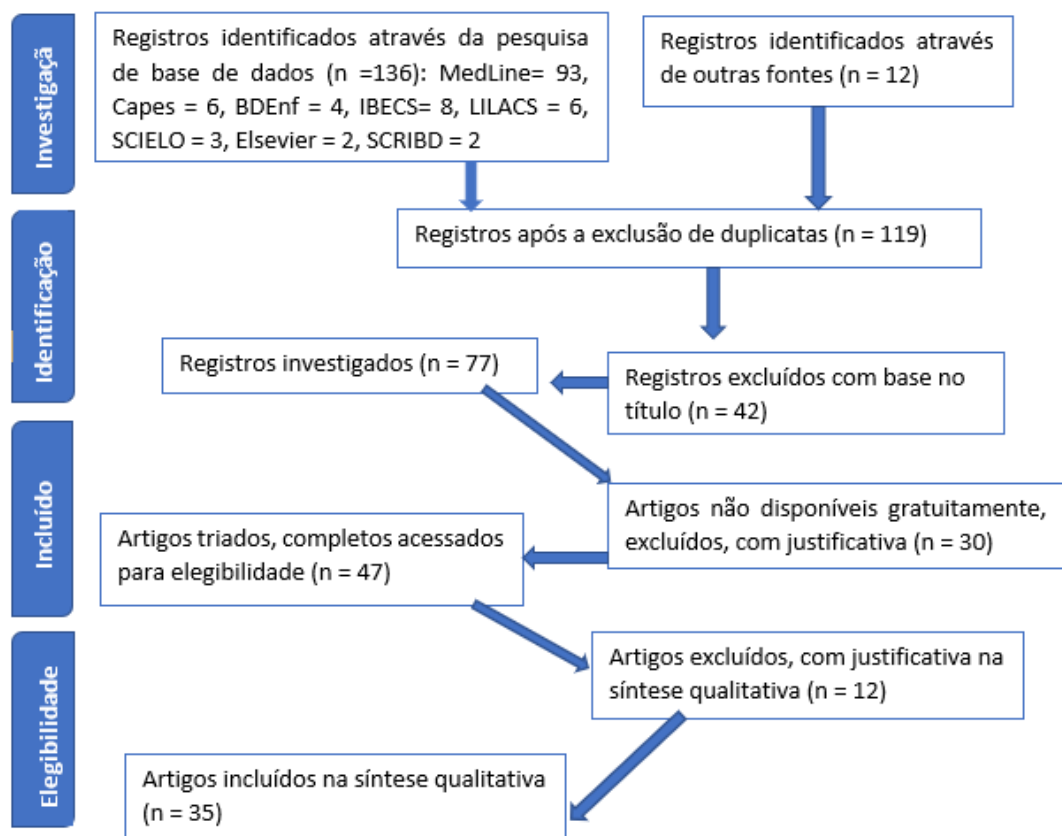 Investigaçã
Registros identificados através da pesquisa
de base de dados (n =136): MedLine= 93,
Capes = 6, BDEnf = 4, IBECS= 8, LILACS = 6,
SCIELO = 3, Elsevier = 2, SCRIBD = 2
Registros identificados através
de outras fontes (n = 12)
Identificação
Registros após a exclusão de duplicatas (n = 119)
Registros investigados (n = 77)
Registros excluídos com base no
título (n = 42)
Incluído
Artigos não disponíveis gratuitamente,
excluídos, com justificativa (n = 30)
Artigos triados, completos acessados
para elegibilidade (n = 47)
Elegibilidade
Artigos excluídos, com justificativa na
síntese qualitativa (n = 12)
Artigos incluídos na síntese qualitativa
(n = 35)